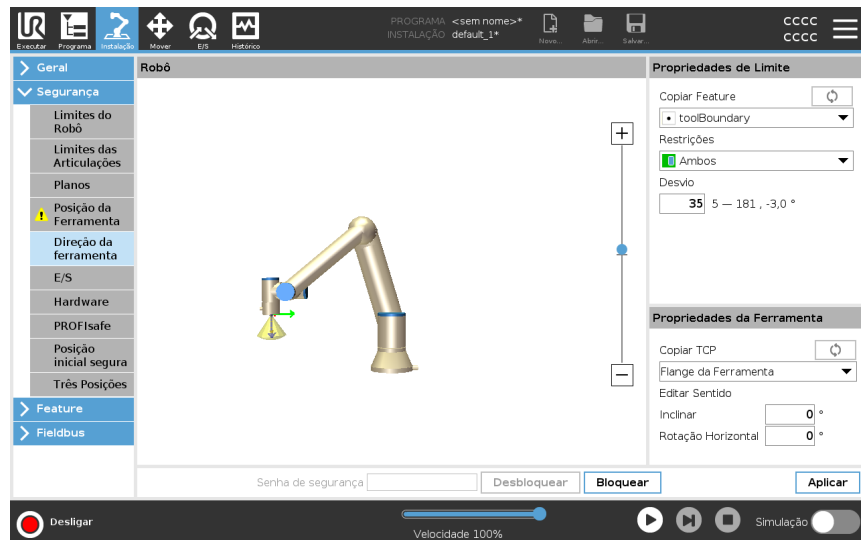 PROGRAMA <sem nome>*
INSTALAÇÃO default_1*
CCCC
CCCC
Executar Programa Instalação Mover E/S Histórico Novo... Abrir... Salvar...
Geral
Segurança
Limites do
Robô
Limites das
Articulações
Planos
Posição da
Ferramenta
Direção da
ferramenta
E/S
Hardware
PROFIsafe
Posição
inicial segura
Três Posições
Feature
Fieldbus
Robô
Propriedades de Limite
Copiar Feature
toolBoundary
Restrições
Ambos
Desvio
35 5 — 181 , -3,0 °
Propriedades da Ferramenta
Copiar TCP
Flange da Ferramenta
Editar Sentido
Inclinar 0 °
Rotação Horizontal 0 °
Senha de segurança Desbloquear Bloquear Aplicar
Desligar
Velocidade 100%
Simulação